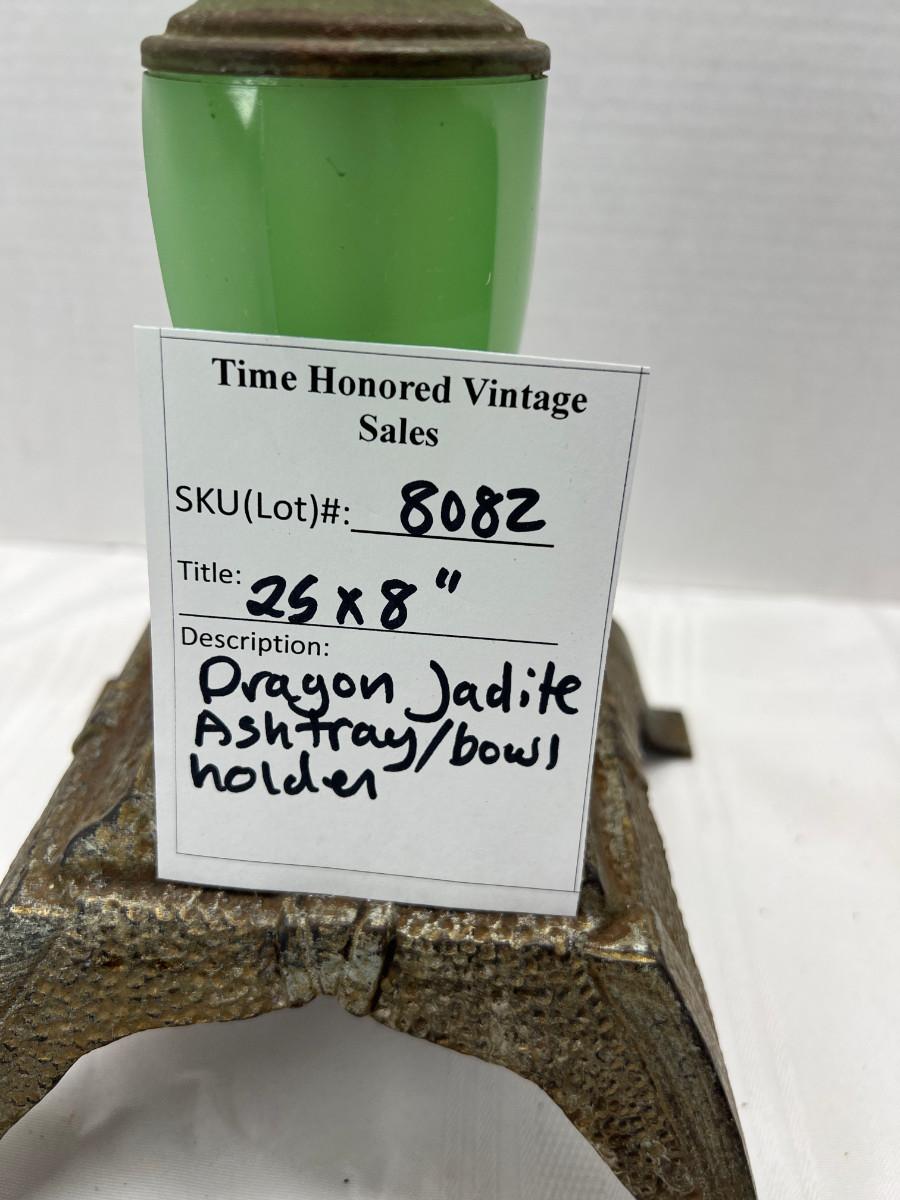 Time Honored Vintage
Sales
SKU(Lot)#: 8082
Title: 25 x 8"
Description:
Dragon Jadite
Ashtray/bowl
holder